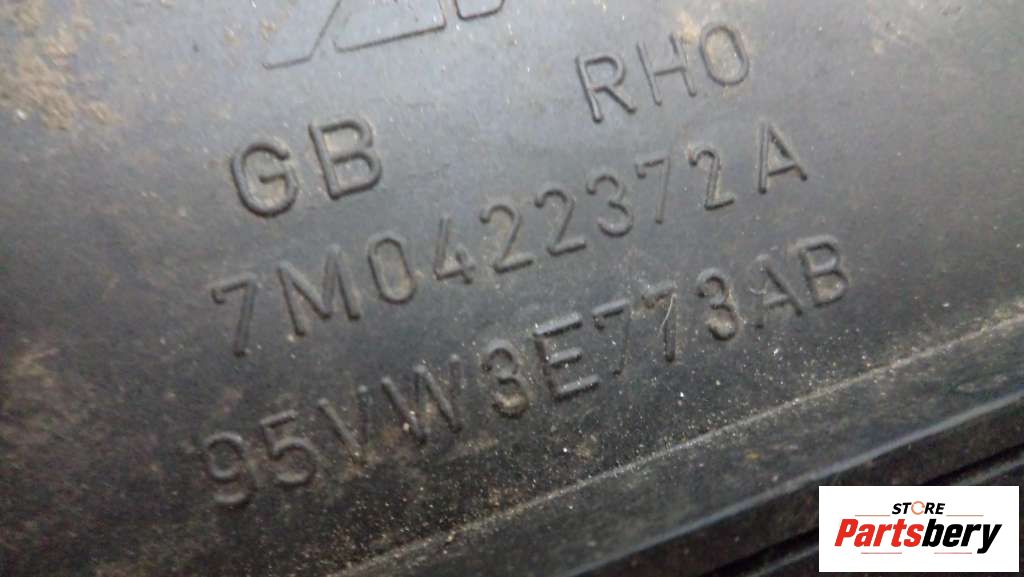 RHO
GB
7M0422372A
95VW3E773AB
STORE
Partsbery